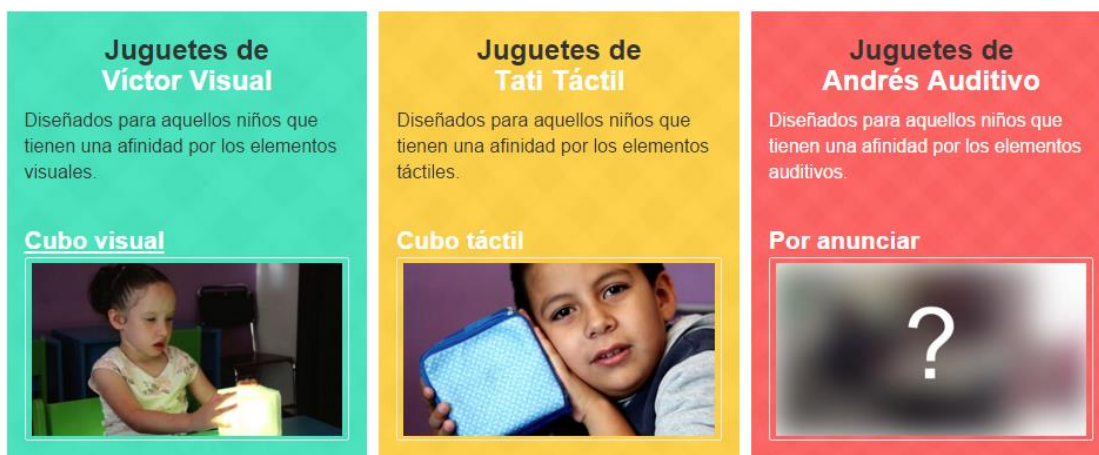 Juguetes de
Víctor Visual
Diseñados para aquellos niños que
tienen una afinidad por los elementos
visuales.
Cubo visual
Juguetes de
Tati Táctil
Diseñados para aquellos niños que
tienen una afinidad por los elementos
táctiles.
Cubo táctil
Juguetes de
Andrés Auditivo
Diseñados para aquellos niños que
tienen una afinidad por los elementos
auditivos.
Por anunciar
?